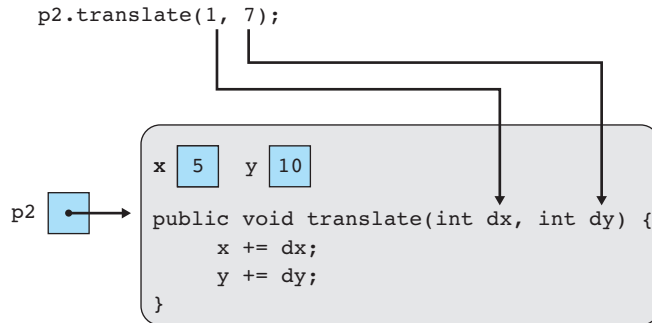 p2.translate(1, 7);
x 5 y 10
p2
public void translate(int dx, int dy) {
x += dx;
y += dy;
}